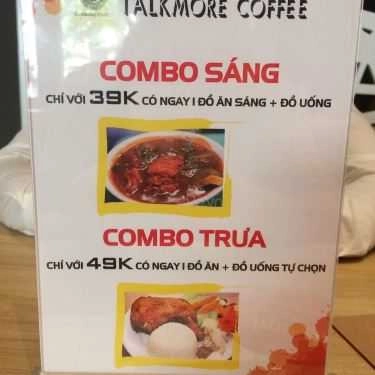 TALKMORE COFFEE
COMBO SÁNG
CHỈ VỚI 39K CÓ NGAY 1 ĐỒ ĂN SÁNG + ĐỒ UỐNG
COMBO TRƯA
CHỈ VỚI 49K CÓ NGAY 1 ĐỒ ĂN + ĐỒ UỐNG TỰ CHỌN